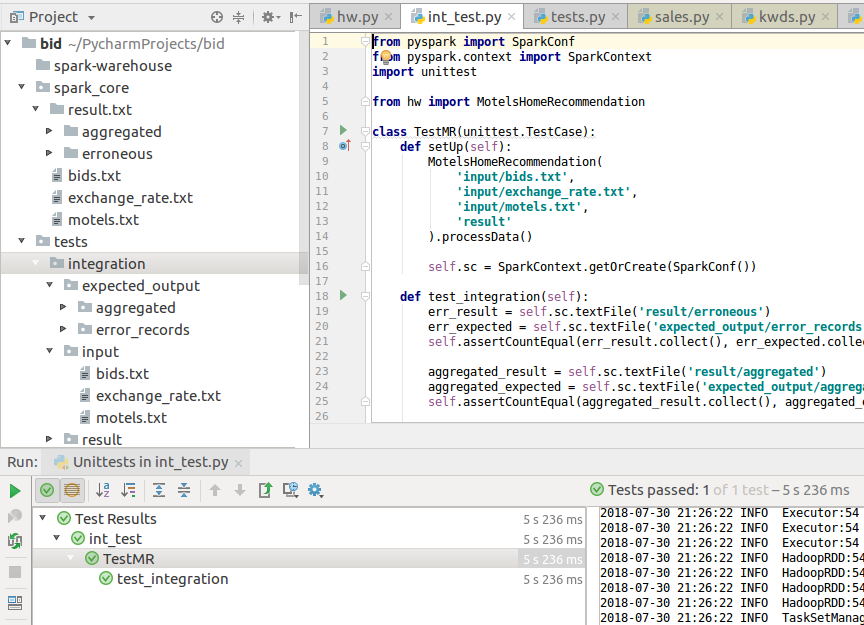 Project
hw.py
int_test.py
tests.py
sales.py
kwds.py
bid ~/PycharmProjects/bid
spark-warehouse
spark_core
result.txt
aggregated
erroneous
bids.txt
exchange_rate.txt
motels.txt
tests
integration
expected_output
aggregated
error_records
input
bids.txt
exchange_rate.txt
motels.txt
result
1 from pyspark import SparkConf
2 from pyspark.context import SparkContext
3 import unittest
4
5 from hw import MotelsHomeRecommendation
6
7 class TestMR(unittest.TestCase):
8 def setUp(self):
9 MotelsHomeRecommendation(
10 'input/bids.txt',
11 'input/exchange_rate.txt',
12 'input/motels.txt',
13 'result'
14 ).processData()
15
16 self.sc = SparkContext.getOrCreate(SparkConf())
17
18 def test_integration(self):
19 err_result = self.sc.textFile('result/erroneous')
20 err_expected = self.sc.textFile('expected_output/error_records
21 self.assertCountEqual(err_result.collect(), err_expected.collec
22
23 aggregated_result = self.sc.textFile('result/aggregated')
24 aggregated_expected = self.sc.textFile('expected_output/aggrega
25 self.assertCountEqual(aggregated_result.collect(), aggregated_e
26
Run: Unittests in int_test.py
Tests passed: 1 of 1 test – 5 s 236 ms
Test Results 5 s 236 ms
int_test 5 s 236 ms
TestMR 5 s 236 ms
test_integration 5 s 236 ms
2018-07-30 21:26:22 INFO Executor:54
2018-07-30 21:26:22 INFO Executor:54
2018-07-30 21:26:22 INFO Executor:54
2018-07-30 21:26:22 INFO HadoopRDD:54
2018-07-30 21:26:22 INFO HadoopRDD:54
2018-07-30 21:26:22 INFO HadoopRDD:54
2018-07-30 21:26:22 INFO HadoopRDD:54
2018-07-30 21:26:22 INFO TaskSetMana